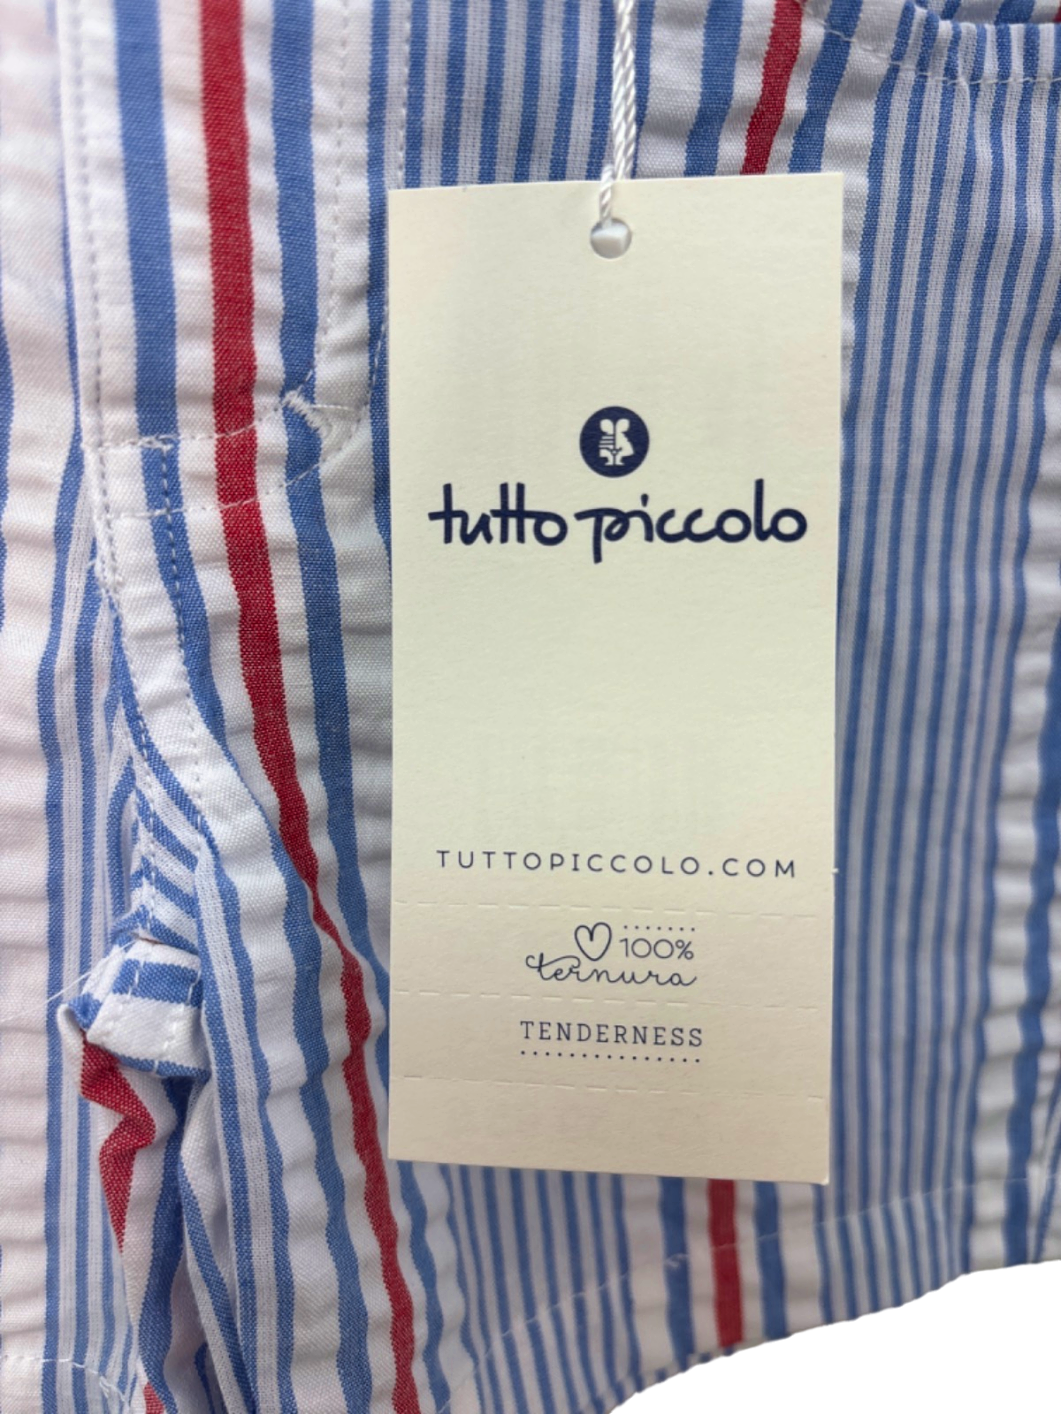 tutto piccolo
TUTTOPICCOLO.COM
100%
ternura
TENDERNESS